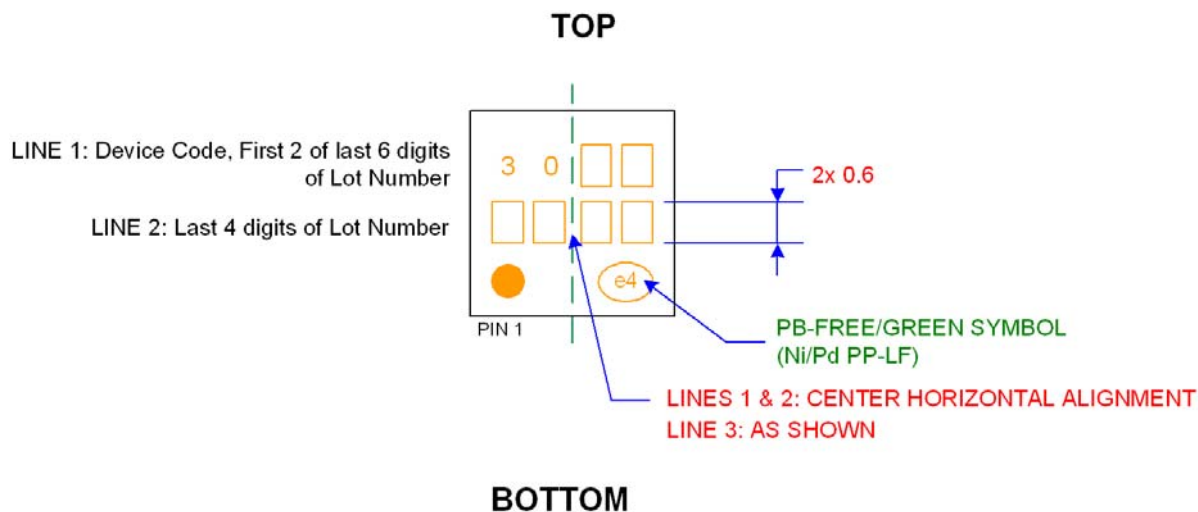 TOP
LINE 1: Device Code, First 2 of last 6 digits
of Lot Number
3 0
2x 0.6
LINE 2: Last 4 digits of Lot Number
e4
PIN 1
PB-FREE/GREEN SYMBOL
(Ni/Pd PP-LF)
LINES 1 & 2: CENTER HORIZONTAL ALIGNMENT
LINE 3: AS SHOWN
BOTTOM